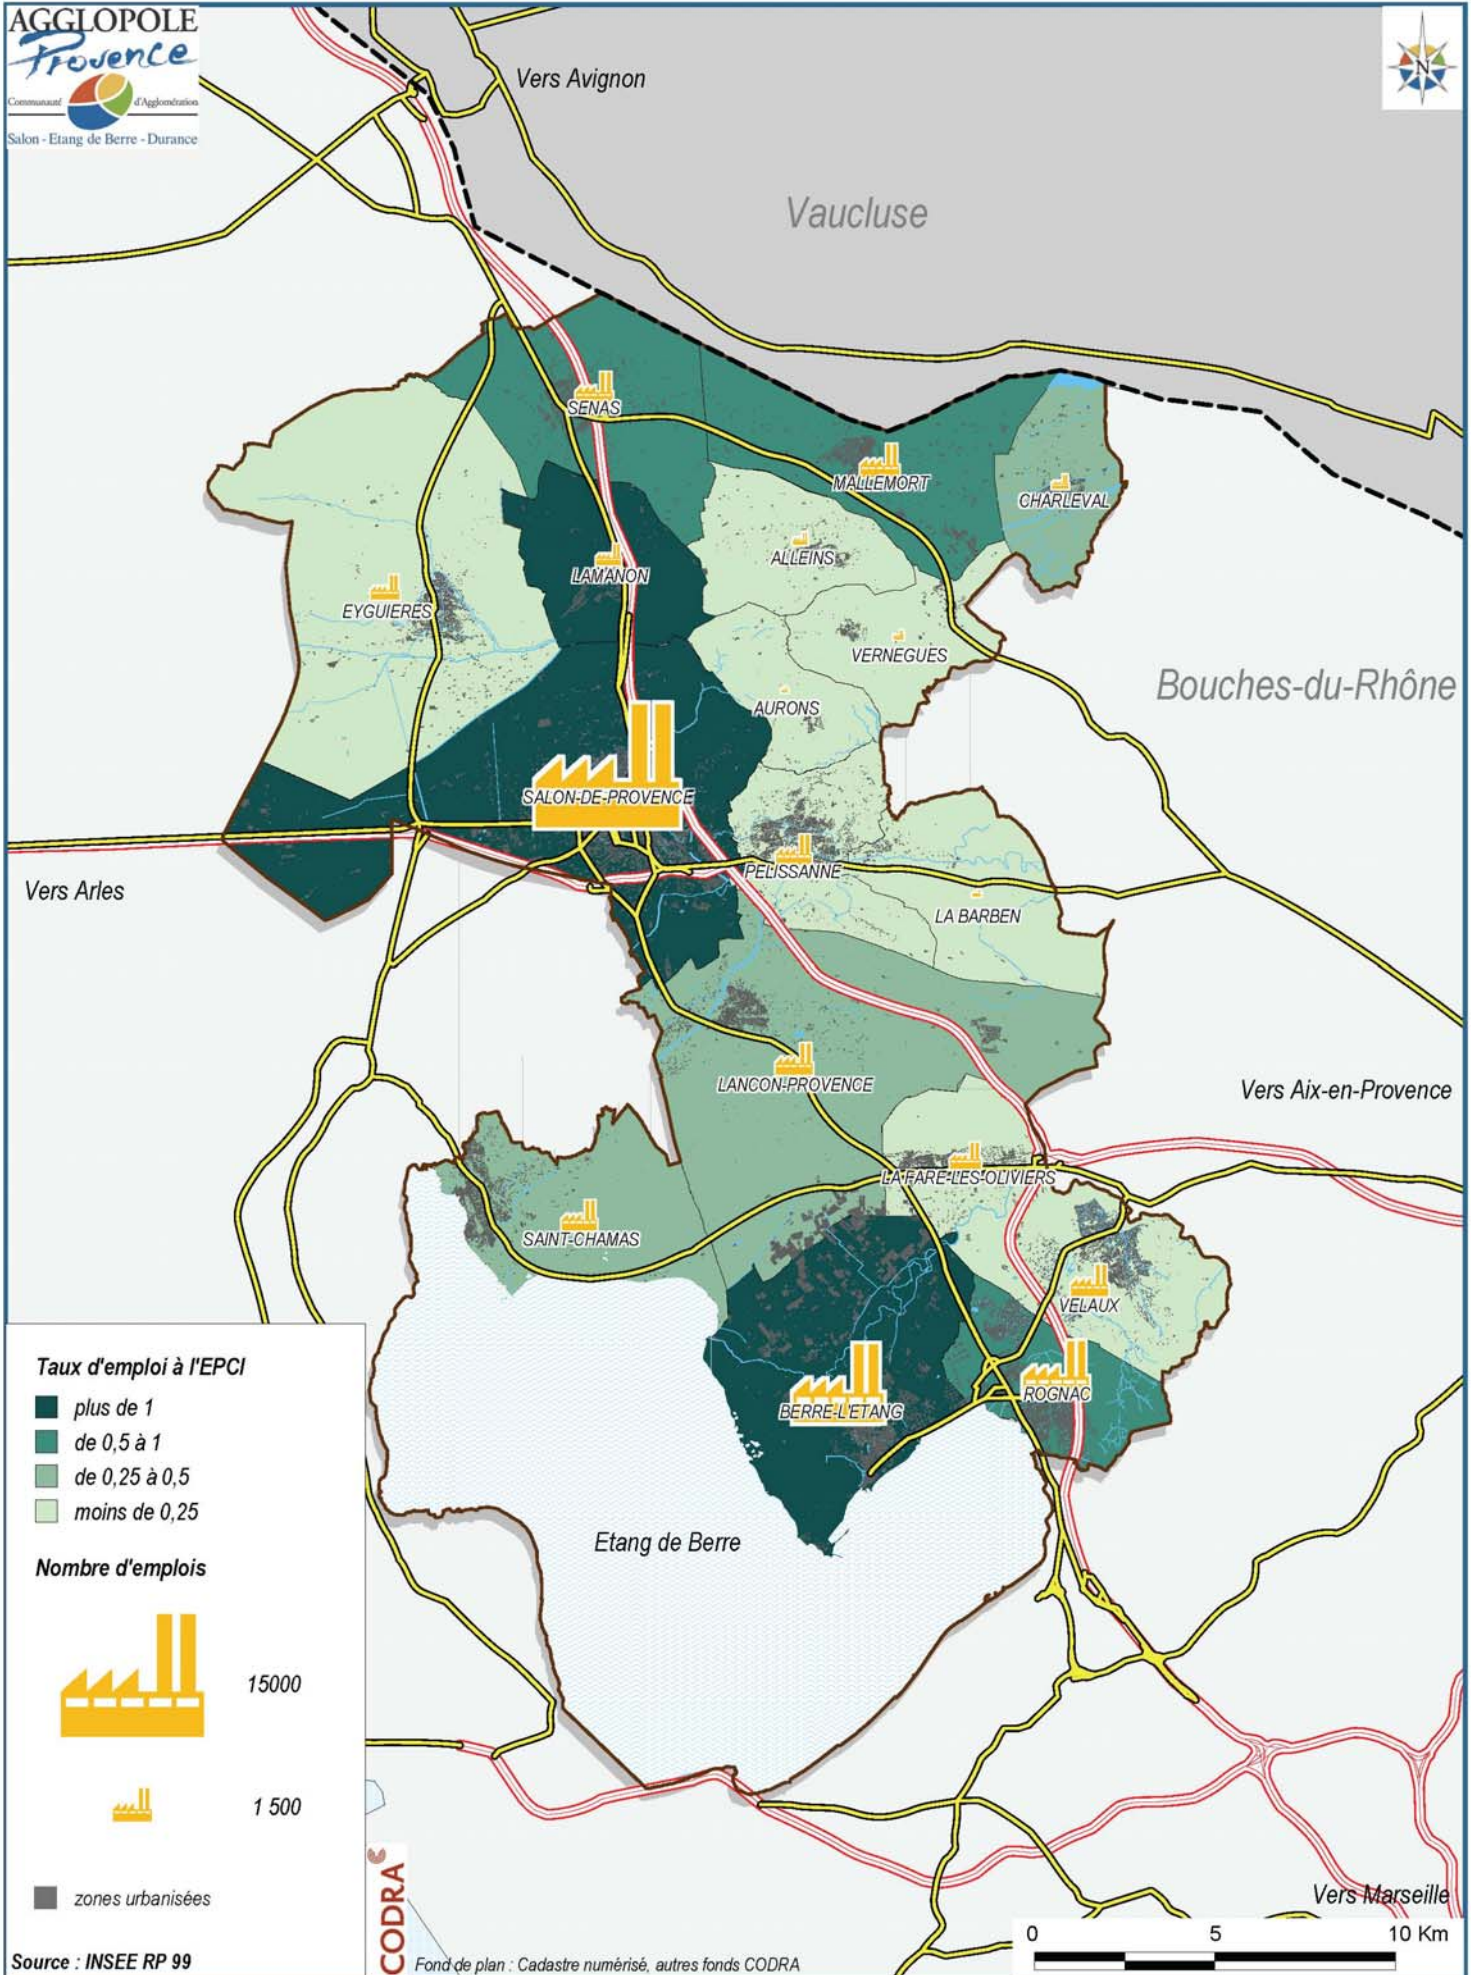 AGGLOPOLE
Provence
Communauté d'Agglomération
Salon - Etang de Berre - Durance
N
Vers Avignon
Vaucluse
SENAS
MALLEMORT
CHARLEVAL
ALLEINS
LAMANON
EYGUIERES
VERNEGUES
Bouches-du-Rhône
AURONS
SALON-DE-PROVENCE
PELISSANNE
Vers Arles
LA BARBEN
LANCON-PROVENCE
Vers Aix-en-Provence
LA FARE-LES-OLIVIERS
SAINT-CHAMAS
VELAUX
ROGNAC
BERRE-L'ETANG
Etang de Berre
Taux d'emploi à l'EPCI
plus de 1
de 0,5 à 1
de 0,25 à 0,5
moins de 0,25
Nombre d'emplois
15000
1 500
zones urbanisées
Source : INSEE RP 99
CODRA
Fond de plan : Cadastre numérisé, autres fonds CODRA
Vers Marseille
0 5 10 Km